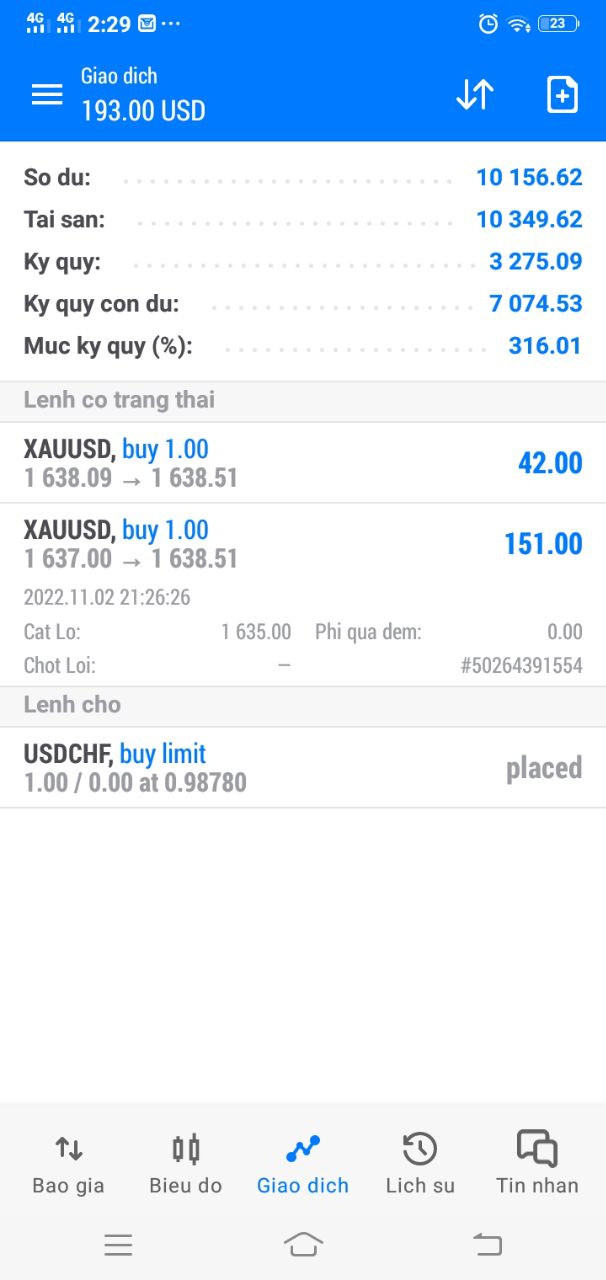 4G 4G 2:29 23
Giao dich
193.00 USD
So du: 10 156.62
Tai san: 10 349.62
Ky quy: 3 275.09
Ky quy con du: 7 074.53
Muc ky quy (%): 316.01
Lenh co trang thai
XAUUSD, buy 1.00
1 638.09 → 1 638.51 42.00
XAUUSD, buy 1.00
1 637.00 → 1 638.51 151.00
2022.11.02 21:26:26
Cat Lo: 1 635.00 Phi qua dem: 0.00
Chot Loi: – #50264391554
Lenh cho
USDCHF, buy limit
1.00 / 0.00 at 0.98780 placed
Bao gia Bieu do Giao dich Lich su Tin nhan